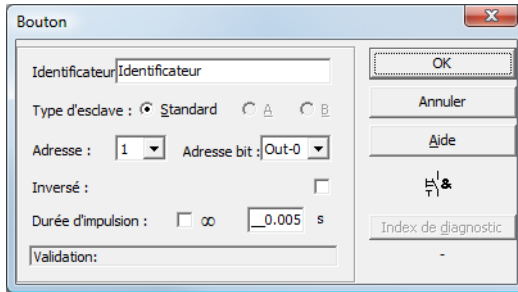 Bouton
Identificateur Identificateur
Type d'esclave : Standard A B
Adresse : 1 Adresse bit : Out-0
Inversé :
Durée d'impulsion : ∞ __0.005 s
Validation:
OK
Annuler
Aide
&
Index de diagnostic
-